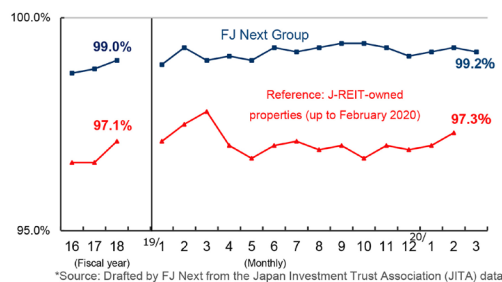 100.0%
FJ Next Group
99.0%
99.2%
Reference: J-REIT-owned
properties (up to February 2020)
97.1%
97.3%
95.0%
16 17 18 19/1 2 3 4 5 6 7 8 9 10 11 12 20/1 2 3
(Fiscal year) (Monthly)
*Source: Drafted by FJ Next from the Japan Investment Trust Association (JITA) data